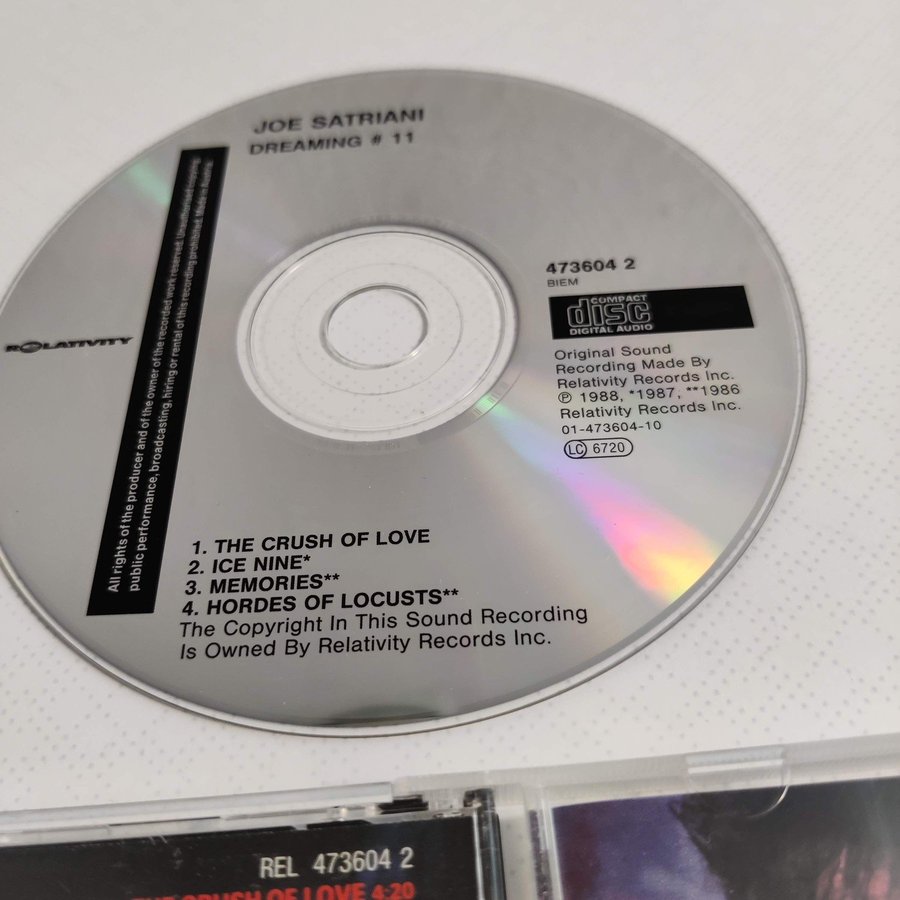 JOE SATRIANI
DREAMING # 11
All rights of the producer and of the owner of the recorded work reserved. Unauthorised copying,
public performance, broadcasting, hiring or rental of this recording prohibited. Made in Austria.
RELATIVITY
473604 2
BIEM
COMPACT
disc
DIGITAL AUDIO
Original Sound
Recording Made By
Relativity Records Inc.
℗ 1988, *1987, **1986
Relativity Records Inc.
01-473604-10
LC 6720
1. THE CRUSH OF LOVE
2. ICE NINE*
3. MEMORIES**
4. HORDES OF LOCUSTS**
The Copyright In This Sound Recording
Is Owned By Relativity Records Inc.
REL 473604 2
THE CRUSH OF LOVE 4:20